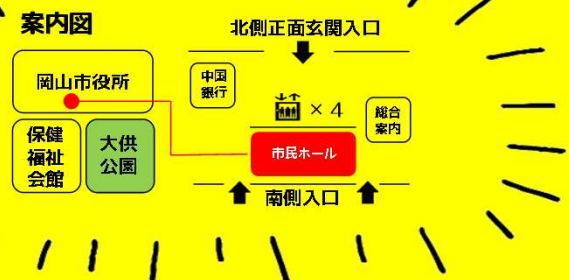 案内図
北側正面玄関入口
岡山市役所
中国
銀行
×4
総合
案内
保健
福祉
会館
大供
公園
市民ホール
南側入口